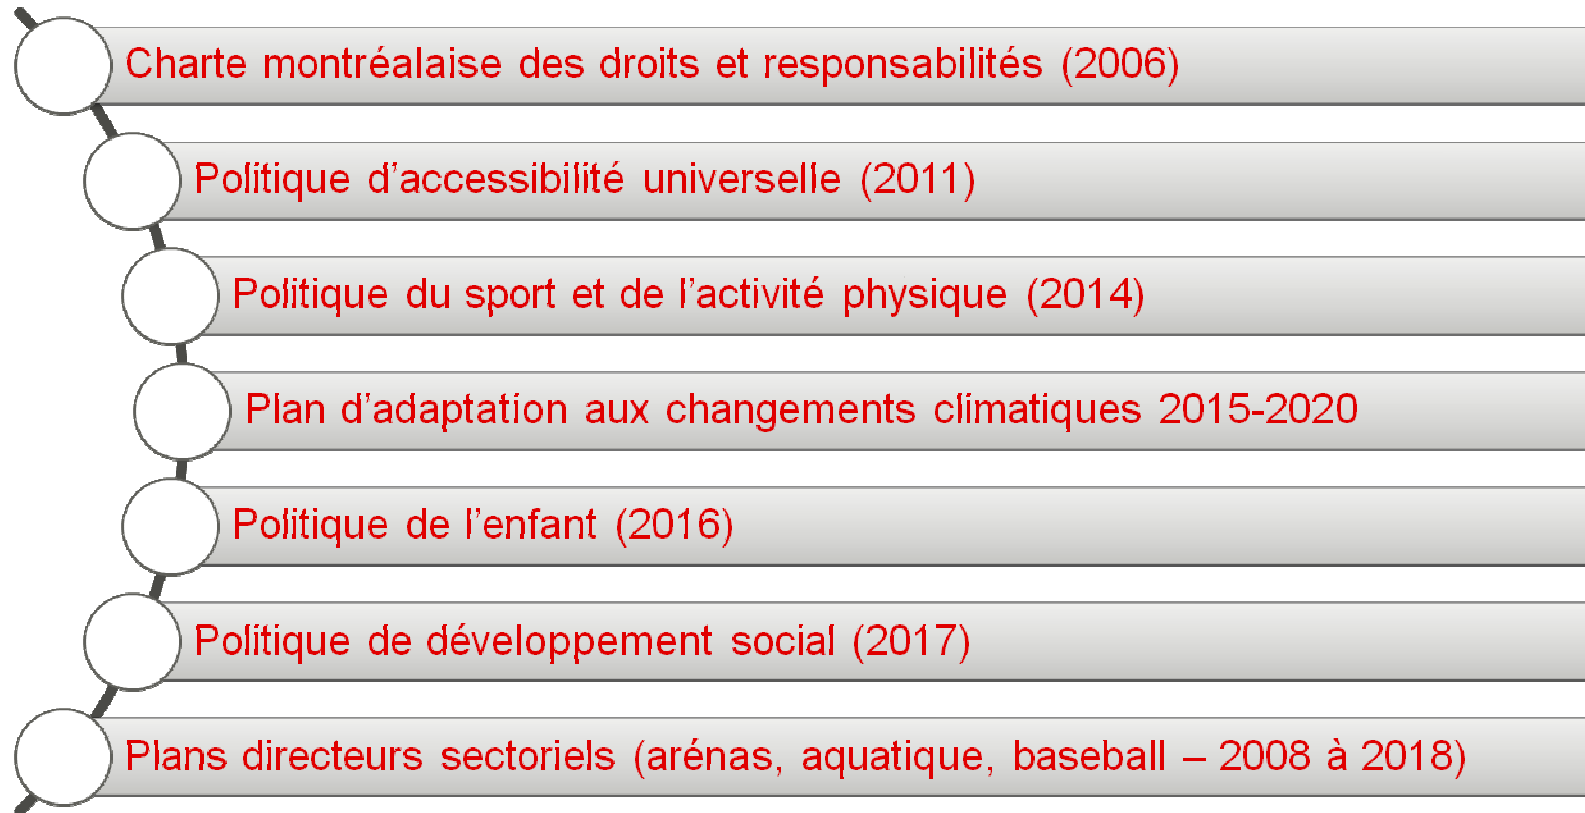 Charte montréalaise des droits et responsabilités (2006)
Politique d’accessibilité universelle (2011)
Politique du sport et de l’activité physique (2014)
Plan d’adaptation aux changements climatiques 2015-2020
Politique de l’enfant (2016)
Politique de développement social (2017)
Plans directeurs sectoriels (arénas, aquatique, baseball – 2008 à 2018)